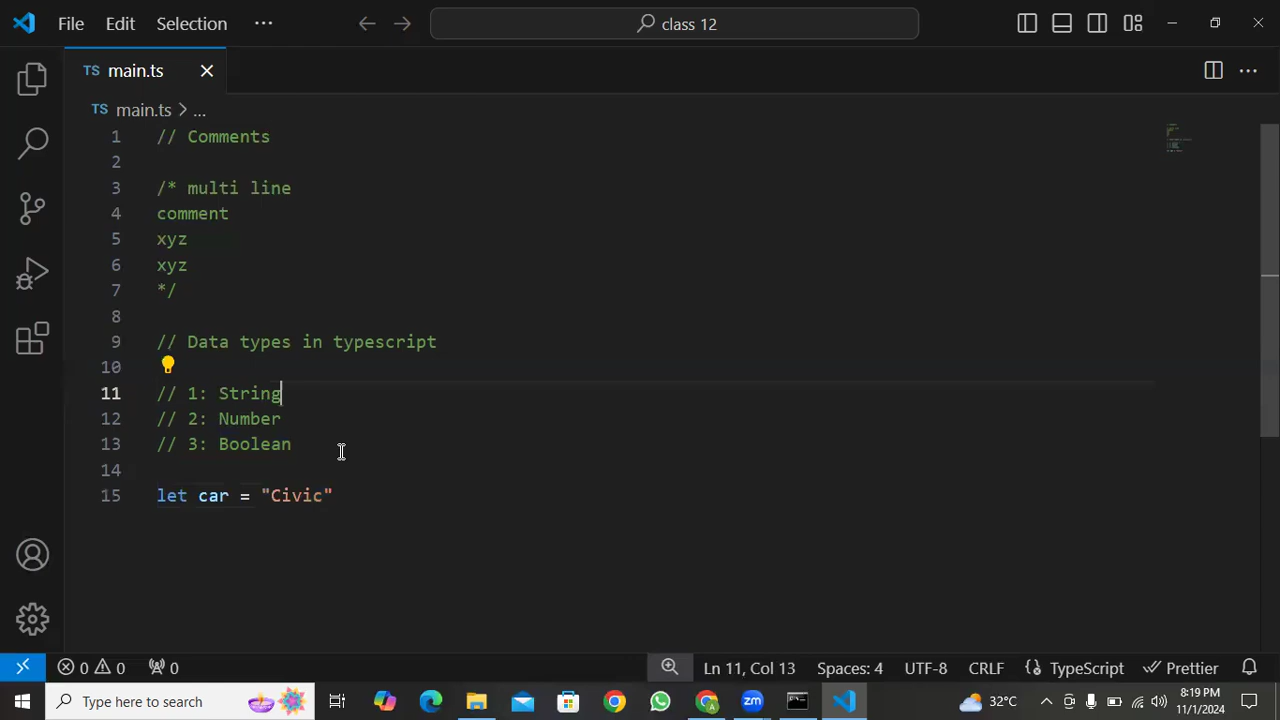 File Edit Selection ··· class 12
TS main.ts
TS main.ts > ...
1 // Comments
2
3 /* multi line
4 comment
5 xyz
6 xyz
7 */
8
9 // Data types in typescript
10
11 // 1: String
12 // 2: Number
13 // 3: Boolean
14
15 let car = "Civic"
0 0 0 Ln 11, Col 13 Spaces: 4 UTF-8 CRLF TypeScript Prettier
Type here to search 32°C 8:19 PM
11/1/2024